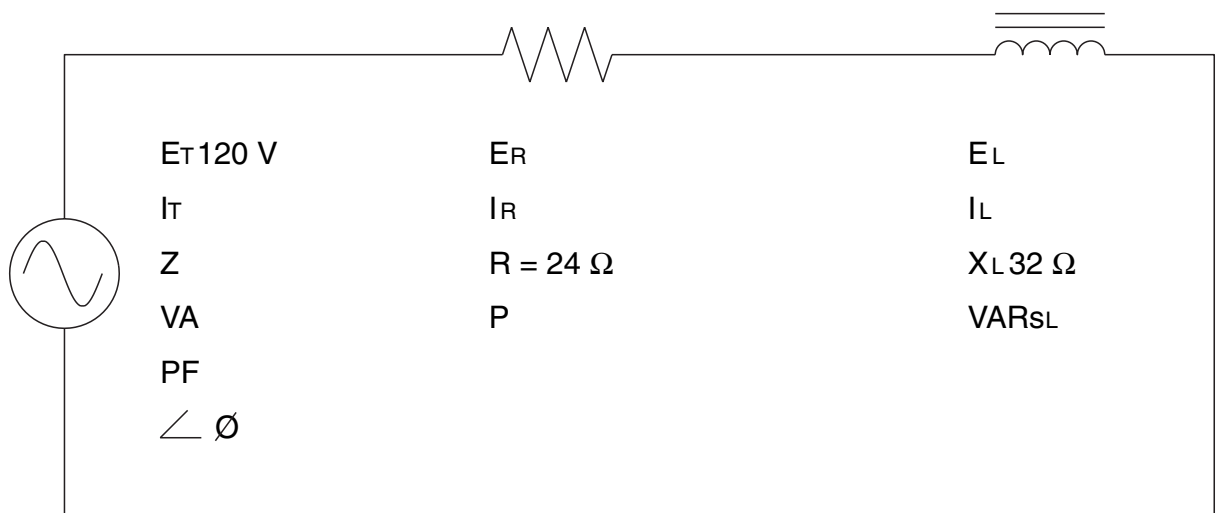 ET 120 V
IT
Z
VA
PF
∠ Ø
ER
IR
R = 24 Ω
P
EL
IL
XL 32 Ω
VARsL